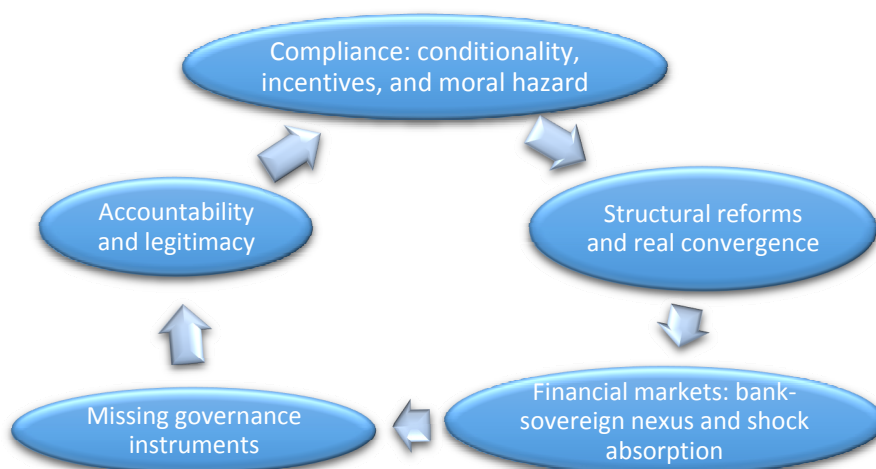 Compliance: conditionality,
incentives, and moral hazard
Structural reforms
and real convergence
Financial markets: bank-
sovereign nexus and shock
absorption
Missing governance
instruments
Accountability
and legitimacy